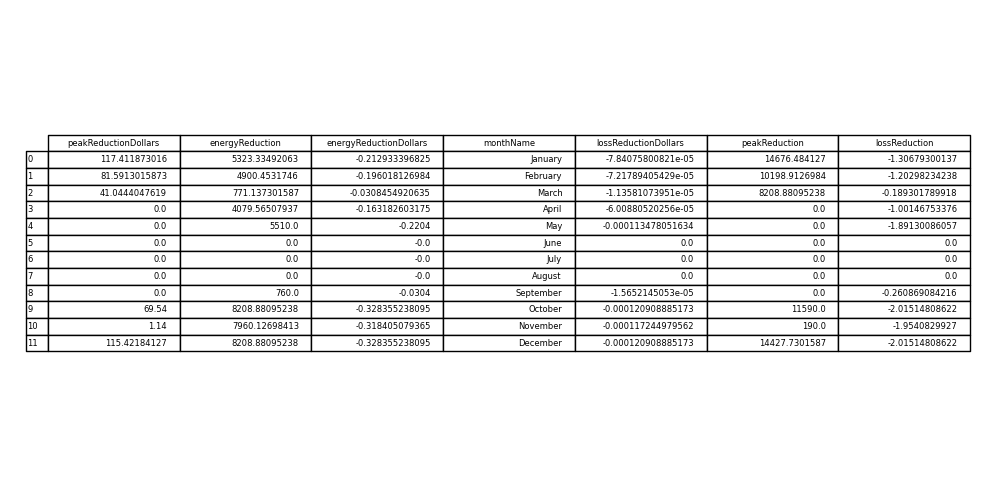 peakReductionDollars energyReduction energyReductionDollars monthName lossReductionDollars peakReduction lossReduction
0 117.411873016 5323.33492063 -0.212933396825 January -7.84075800821e-05 14676.484127 -1.30679300137
1 81.5913015873 4900.4531746 -0.196018126984 February -7.21789405429e-05 10198.9126984 -1.20298234238
2 41.0444047619 771.137301587 -0.0308454920635 March -1.13581073951e-05 8208.88095238 -0.189301789918
3 0.0 4079.56507937 -0.163182603175 April -6.00880520256e-05 0.0 -1.00146753376
4 0.0 5510.0 -0.2204 May -0.000113478051634 0.0 -1.89130086057
5 0.0 0.0 -0.0 June 0.0 0.0 0.0
6 0.0 0.0 -0.0 July 0.0 0.0 0.0
7 0.0 0.0 -0.0 August 0.0 0.0 0.0
8 0.0 760.0 -0.0304 September -1.5652145053e-05 0.0 -0.260869084216
9 69.54 8208.88095238 -0.328355238095 October -0.000120908885173 11590.0 -2.01514808622
10 1.14 7960.12698413 -0.318405079365 November -0.000117244979562 190.0 -1.9540829927
11 115.42184127 8208.88095238 -0.328355238095 December -0.000120908885173 14427.7301587 -2.01514808622